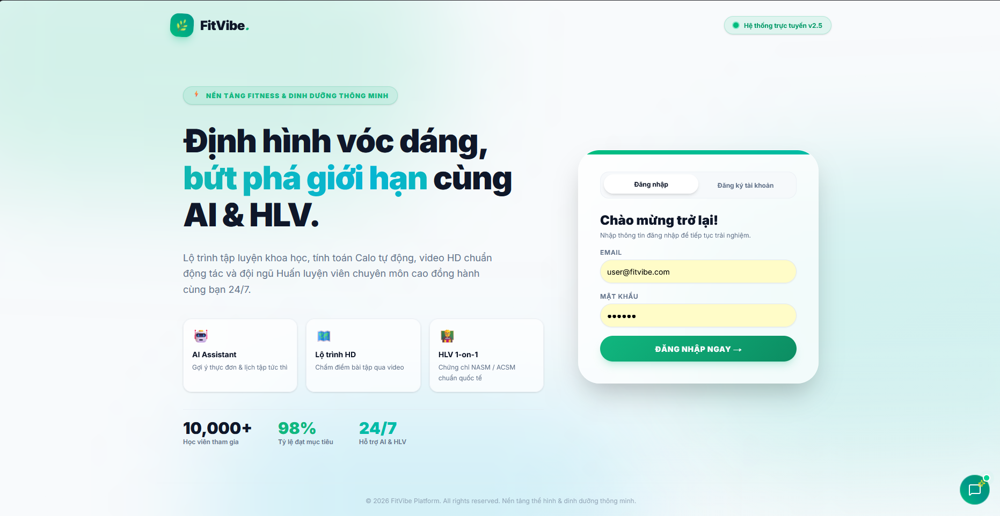 FitVibe.
Hệ thống trực tuyến v2.5
NỀN TẢNG FITNESS & DINH DƯỠNG THÔNG MINH
Định hình vóc dáng,
bứt phá giới hạn cùng
AI & HLV.
Lộ trình tập luyện khoa học, tính toán Calo tự động, video HD chuẩn
động tác và đội ngũ Huấn luyện viên chuyên môn cao đồng hành
cùng bạn 24/7.
AI Assistant
Gợi ý thực đơn & lịch tập tức thì
Lộ trình HD
Chấm điểm bài tập qua video
HLV 1-on-1
Chứng chỉ NASM / ACSM
chuẩn quốc tế
10,000+
Học viên tham gia
98%
Tỷ lệ đạt mục tiêu
24/7
Hỗ trợ AI & HLV
Đăng nhập
Đăng ký tài khoản
Chào mừng trở lại!
Nhập thông tin đăng nhập để tiếp tục trải nghiệm.
EMAIL
user@fitvibe.com
MẬT KHẨU
••••••
ĐĂNG NHẬP NGAY →
© 2026 FitVibe Platform. All rights reserved. Nền tảng thể hình & dinh dưỡng thông minh.